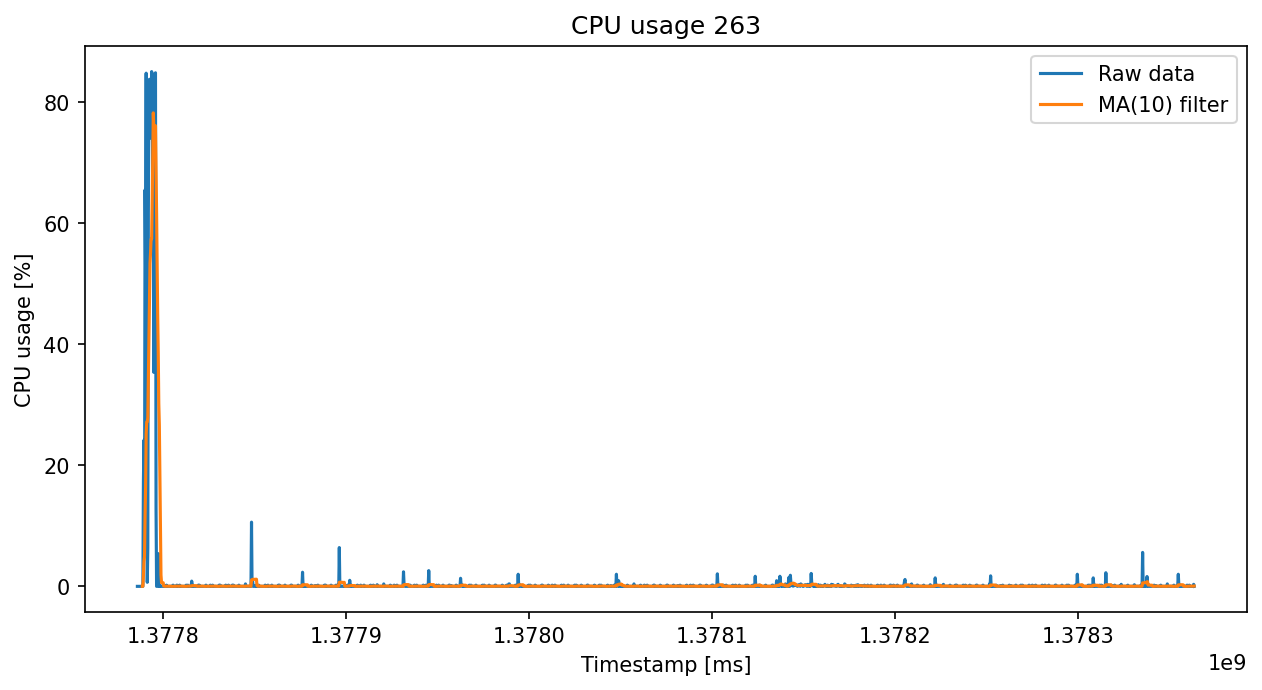 CPU usage 263
Raw data
MA(10) filter
CPU usage [%]
80
60
40
20
0
1.3778 1.3779 1.3780 1.3781 1.3782 1.3783
Timestamp [ms]
1e9